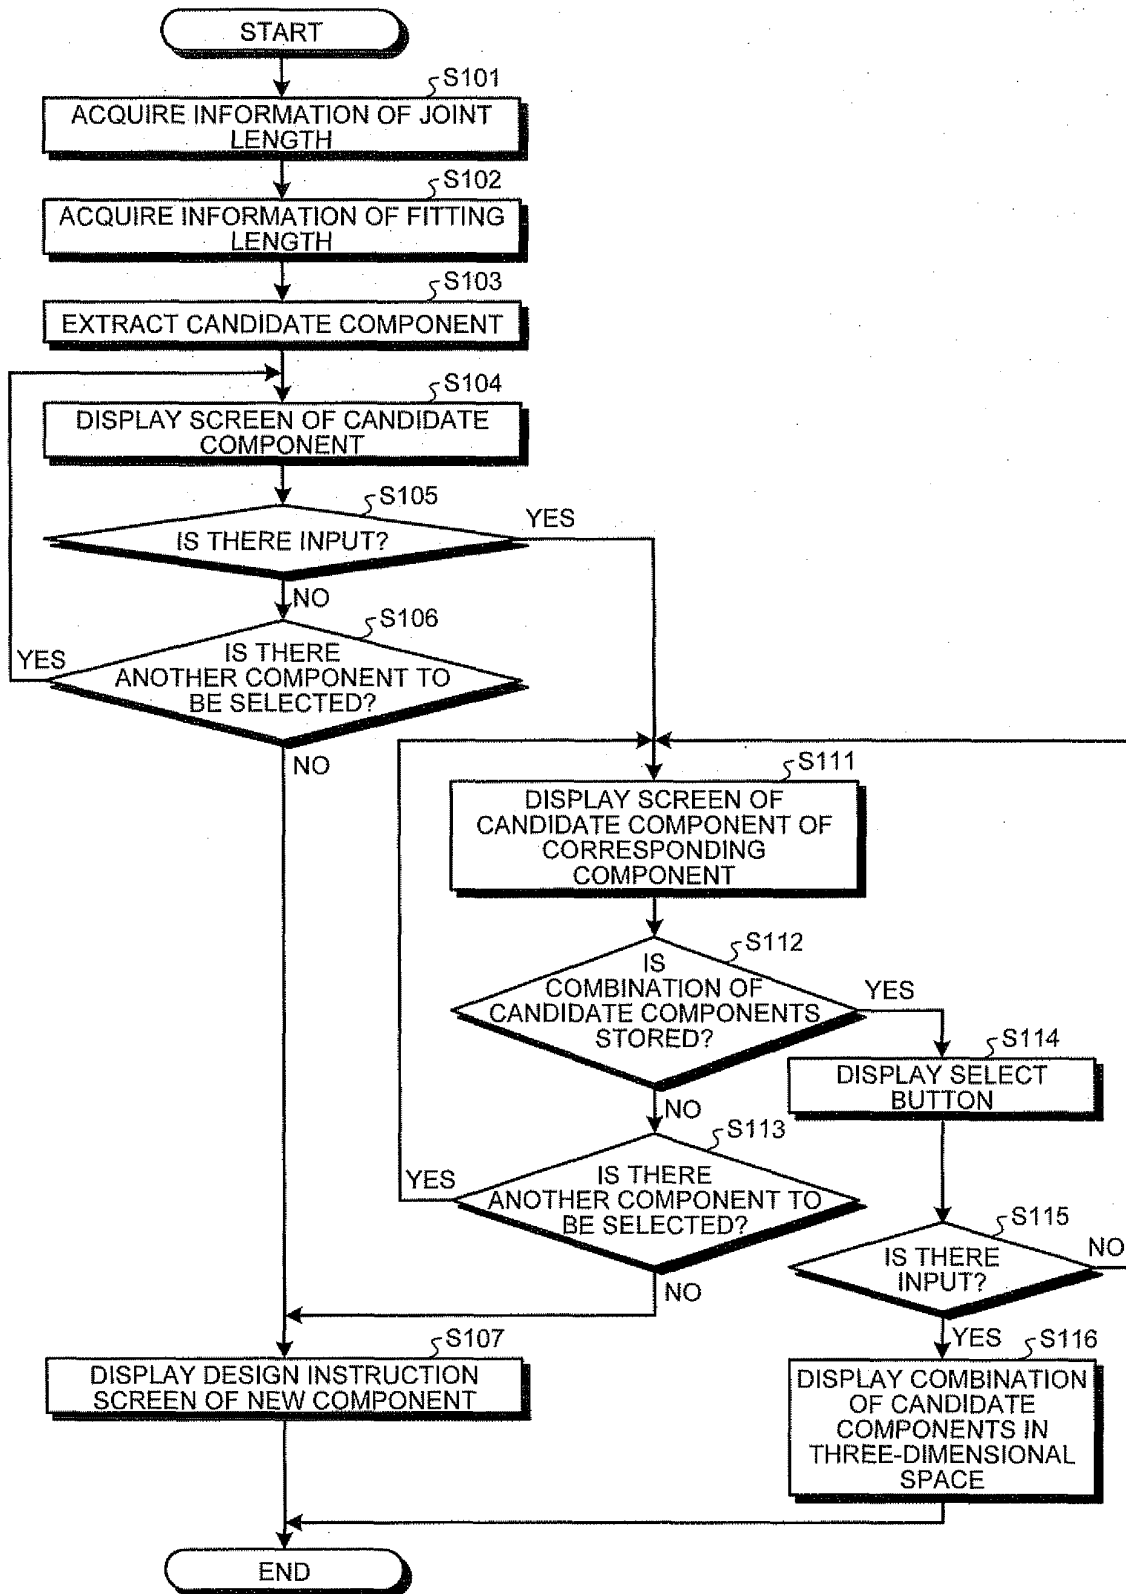 START
S101
ACQUIRE INFORMATION OF JOINT
LENGTH
S102
ACQUIRE INFORMATION OF FITTING
LENGTH
S103
EXTRACT CANDIDATE COMPONENT
S104
DISPLAY SCREEN OF CANDIDATE
COMPONENT
S105
IS THERE INPUT?
YES
NO
S106
IS THERE
ANOTHER COMPONENT TO
BE SELECTED?
YES
NO
S111
DISPLAY SCREEN OF
CANDIDATE COMPONENT OF
CORRESPONDING
COMPONENT
S112
IS
COMBINATION OF
CANDIDATE COMPONENTS
STORED?
YES
NO
S114
DISPLAY SELECT
BUTTON
S113
IS THERE
ANOTHER COMPONENT TO
BE SELECTED?
YES
NO
S115
IS THERE
INPUT?
NO
YES
S107
DISPLAY DESIGN INSTRUCTION
SCREEN OF NEW COMPONENT
S116
DISPLAY COMBINATION
OF CANDIDATE
COMPONENTS IN
THREE-DIMENSIONAL
SPACE
END